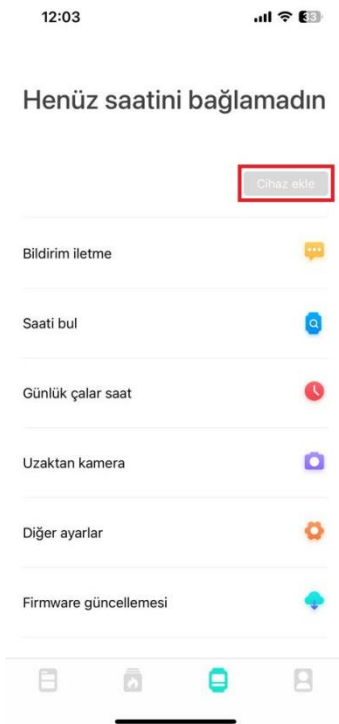 12:03
33
Henüz saatini bağlamadın
Cihaz ekle
Bildirim iletme
Saati bul
Günlük çalar saat
Uzaktan kamera
Diğer ayarlar
Firmware güncellemesi